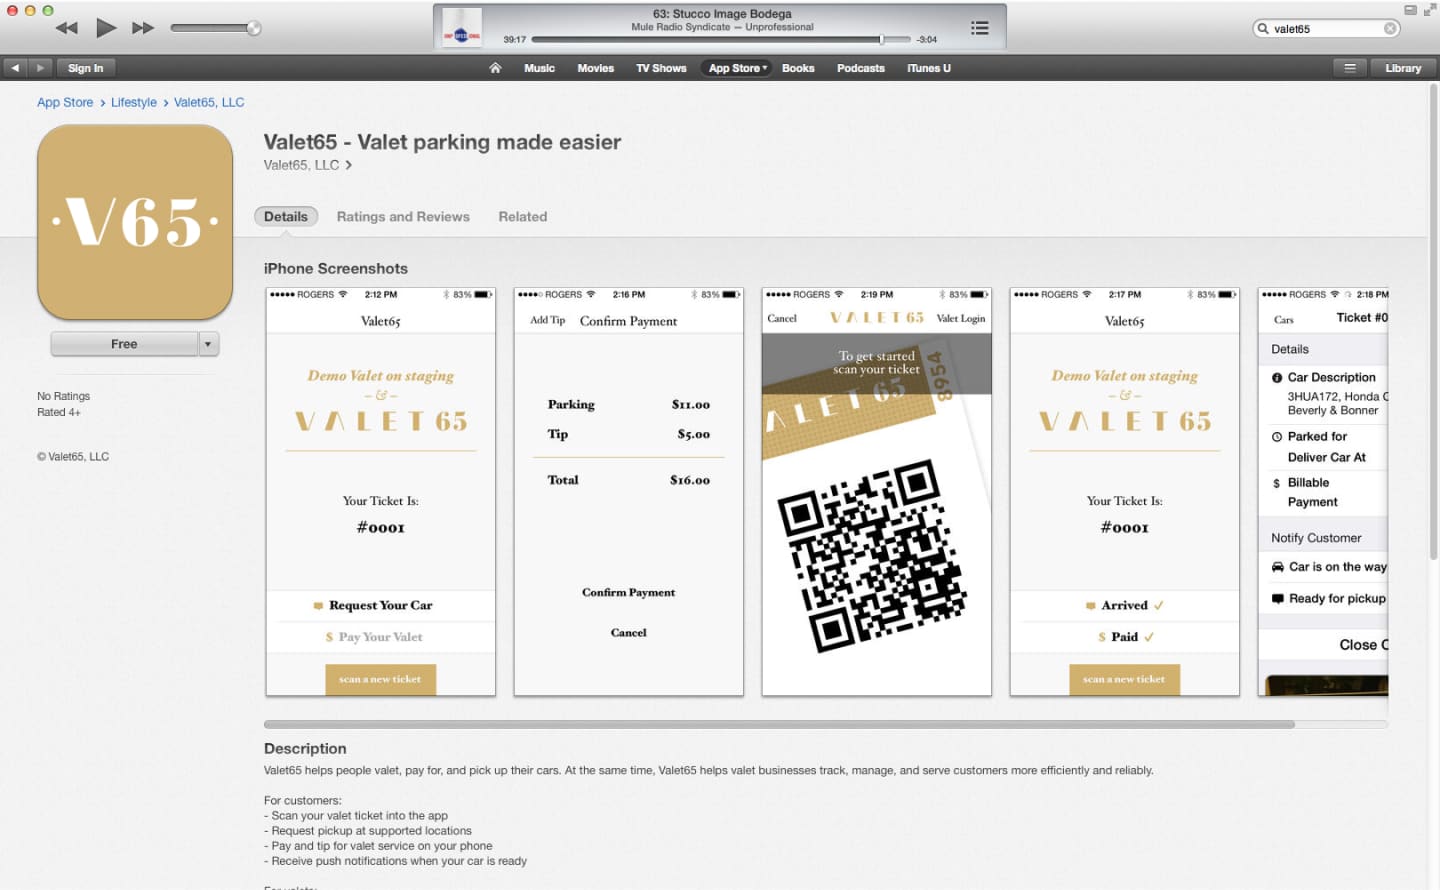 63: Stucco Image Bodega
Mule Radio Syndicate — Unprofessional
39:17
-3:04
valet65
Sign In
Music
Movies
TV Shows
App Store
Books
Podcasts
iTunes U
Library
App Store > Lifestyle > Valet65, LLC
·V65·
Free
No Ratings
Rated 4+
© Valet65, LLC
Valet65 - Valet parking made easier
Valet65, LLC >
Details
Ratings and Reviews
Related
iPhone Screenshots
ROGERS 2:12 PM 83%
Valet65
Demo Valet on staging
– & –
VALET 65
Your Ticket Is:
#0001
Request Your Car
$ Pay Your Valet
scan a new ticket
ROGERS 2:16 PM 83%
Add Tip Confirm Payment
Parking $11.00
Tip $5.00
Total $16.00
Confirm Payment
Cancel
ROGERS 2:19 PM 83%
Cancel VALET 65 Valet Login
To get started
scan your ticket
ALET 65
8954
ROGERS 2:17 PM 83%
Valet65
Demo Valet on staging
– & –
VALET 65
Your Ticket Is:
#0001
Arrived ✓
$ Paid ✓
scan a new ticket
ROGERS 2:18 PM
Cars Ticket #0
Details
Car Description
3HUA172, Honda C
Beverly & Bonner
Parked for
Deliver Car At
$ Billable
Payment
Notify Customer
Car is on the way
Ready for pickup
Close C
Description
Valet65 helps people valet, pay for, and pick up their cars. At the same time, Valet65 helps valet businesses track, manage, and serve customers more efficiently and reliably.
For customers:
- Scan your valet ticket into the app
- Request pickup at supported locations
- Pay and tip for valet service on your phone
- Receive push notifications when your car is ready